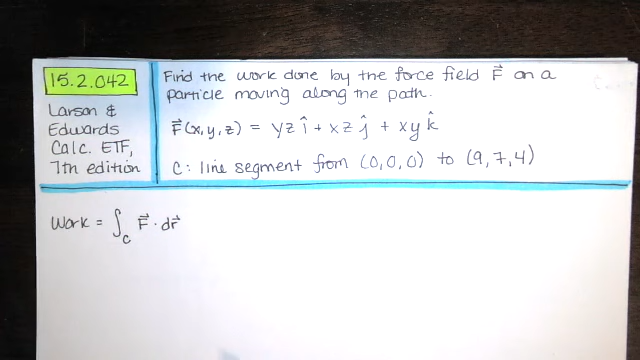 15.2.042
Larson &
Edwards
Calc. ETF,
7th edition
Find the work done by the force field F⃗ on a
particle moving along the path.
F⃗(x,y,z) = yz î + xz ĵ + xy k̂
C: line segment from (0,0,0) to (9,7,4)
Work = ∫_C F⃗ · dr⃗